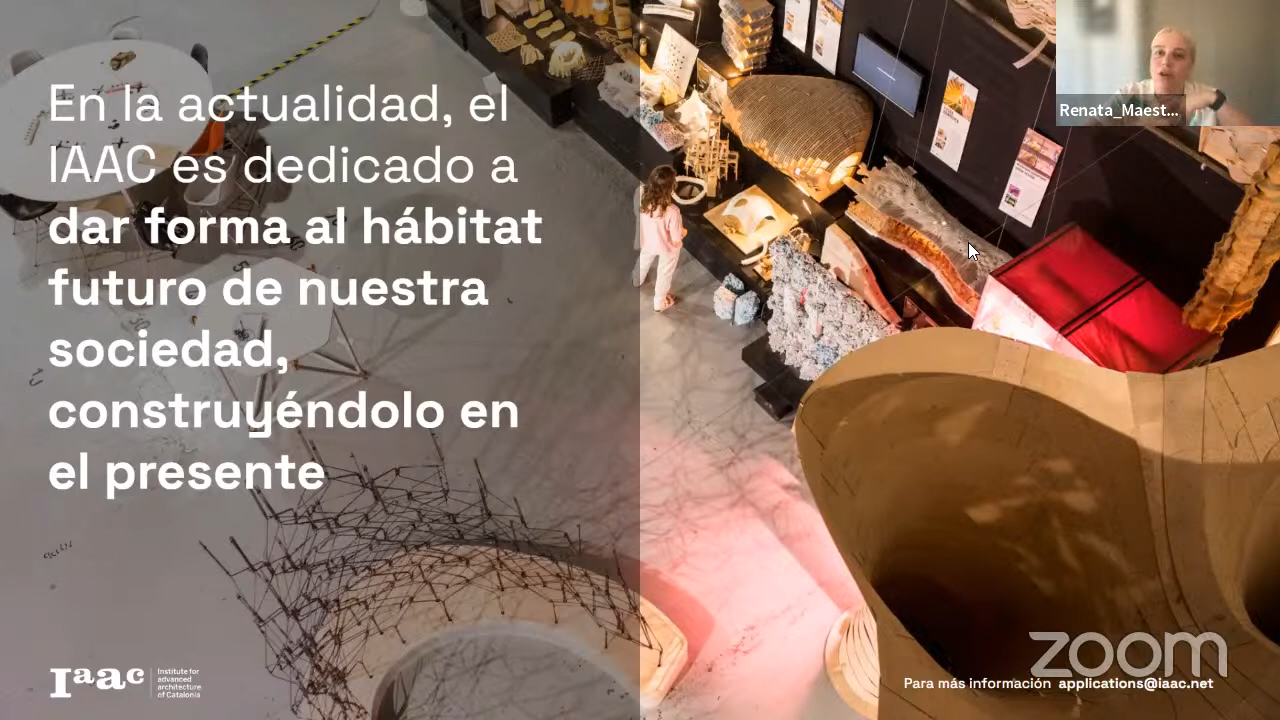 En la actualidad, el
IAAC es dedicado a
dar forma al hábitat
futuro de nuestra
sociedad,
construyéndolo en
el presente
Renata_Maest...
Iaac
Institute for
advanced
architecture
of Catalonia
zoom
Para más información applications@iaac.net